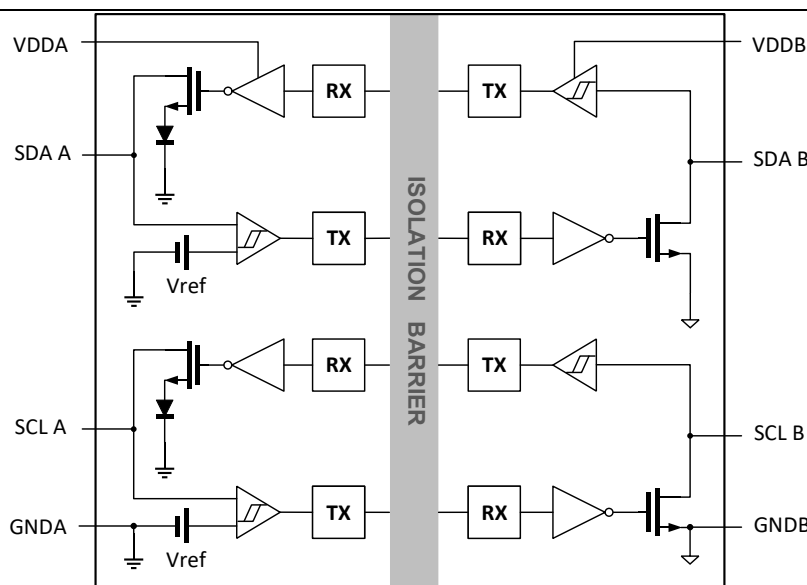 VDDA
VDDB
RX
TX
SDA A
SDA B
TX
RX
Vref
ISOLATION BARRIER
RX
TX
SCL A
SCL B
TX
RX
GNDA
GNDB
Vref